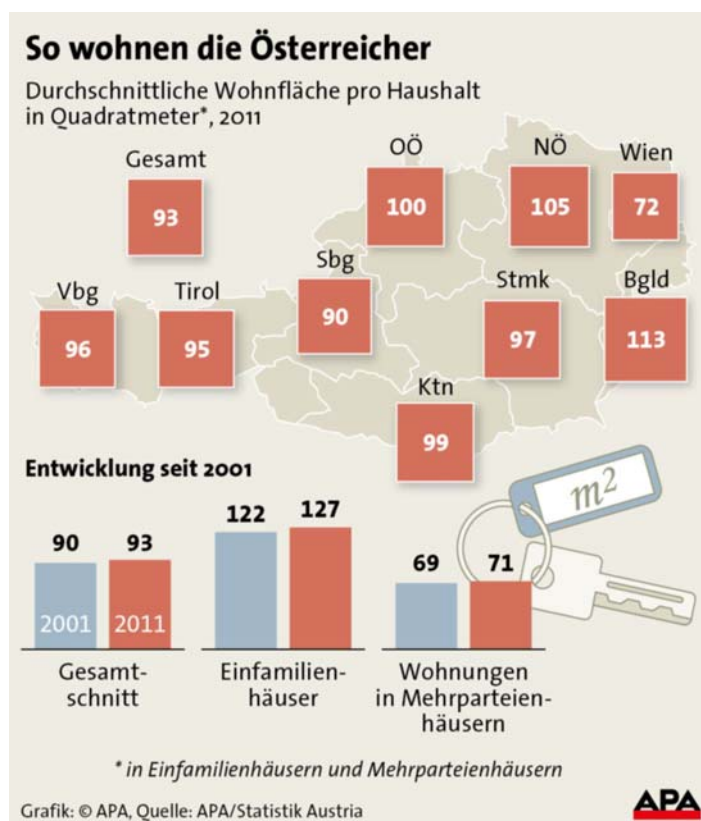 So wohnen die Österreicher
Durchschnittliche Wohnfläche pro Haushalt
in Quadratmeter*, 2011
Gesamt
93
OÖ
100
NÖ
105
Wien
72
Vbg
96
Tirol
95
Sbg
90
Stmk
97
Bgld
113
Ktn
99
Entwicklung seit 2001
m²
90
93
122
127
69
71
2001
2011
Gesamt-
schnitt
Einfamilien-
häuser
Wohnungen
in Mehrparteien-
häusern
* in Einfamilienhäusern und Mehrparteienhäusern
Grafik: © APA, Quelle: APA/Statistik Austria
APA